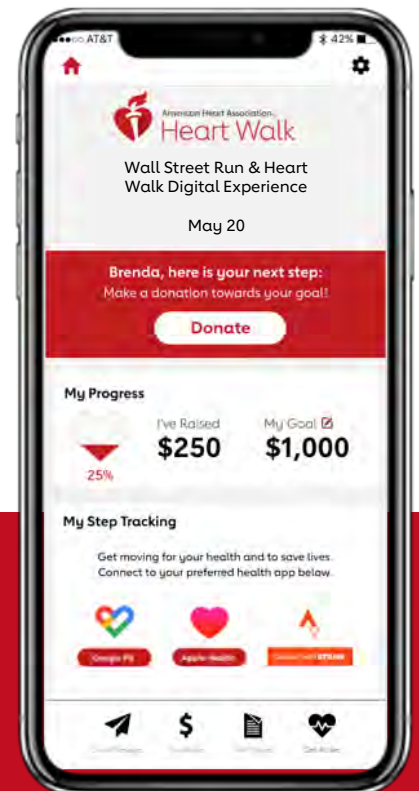 AT&T
42%
American Heart Association
Heart Walk
Wall Street Run & Heart
Walk Digital Experience
May 20
Brenda, here is your next step:
Make a donation towards your goal!
Donate
My Progress
I've Raised
My Goal
$250
$1,000
25%
My Step Tracking
Get moving for your health and to save lives.
Connect to your preferred health app below.
Google Fit
Apple Health
STRAVA
$